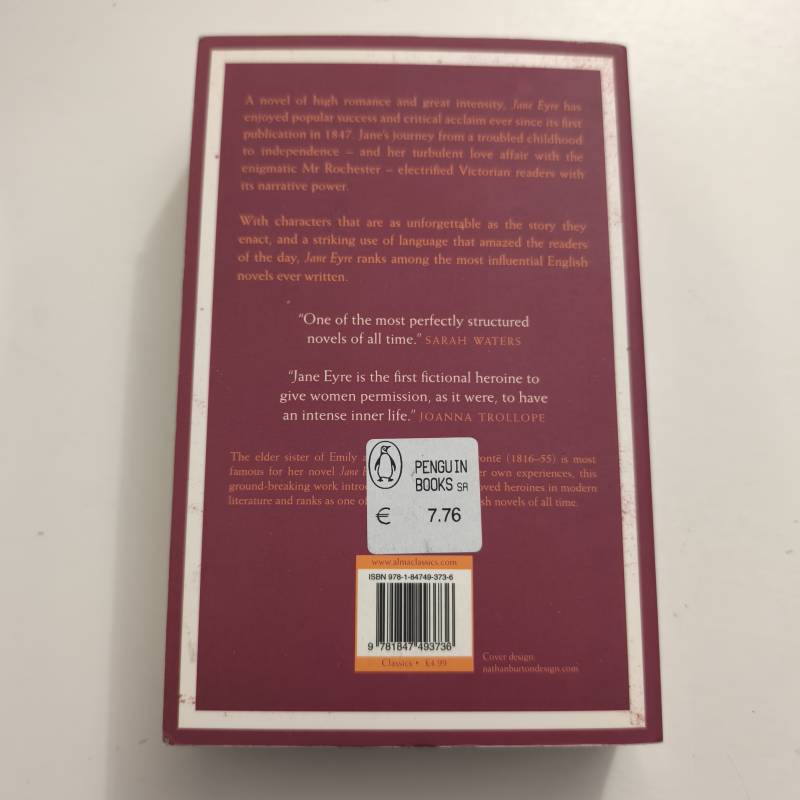 A novel of high romance and great intensity, Jane Eyre has
enjoyed popular success and critical acclaim ever since its first
publication in 1847. Jane's journey from a troubled childhood
to independence – and her turbulent love affair with the
enigmatic Mr Rochester – electrified Victorian readers with
its narrative power.
With characters that are as unforgettable as the story they
enact, and a striking use of language that amazed the readers
of the day, Jane Eyre ranks among the most influential English
novels ever written.
“One of the most perfectly structured
novels of all time.” SARAH WATERS
“Jane Eyre is the first fictional heroine to
give women permission, as it were, to have
an intense inner life.” JOANNA TROLLOPE
The elder sister of Emily (1816–55) is most
famous for her novel Jane own experiences, this
ground-breaking work heroines in modern
literature and ranks as one of novels of all time.
PENGUIN
BOOKS SA
€ 7.76
www.almaclassics.com
ISBN 978-1-84749-373-6
9 781847 493736
Classics • £4.99
Cover design:
nathanburtondesign.com